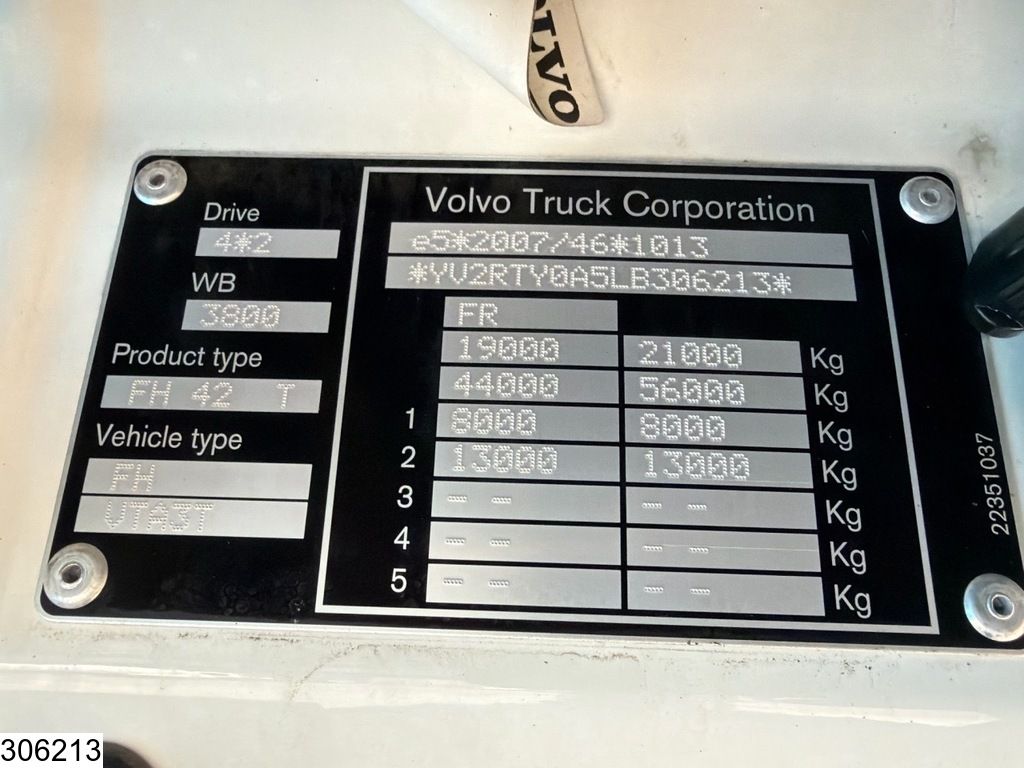 VOLVO
Drive
4*2
WB
3800
Product type
FH 42 T
Vehicle type
FH
VTA3T
Volvo Truck Corporation
e5*2007/46*1013
*YV2RTY0A5LB306213*
FR
19000 21000 Kg
44000 56000 Kg
1 8000 8000 Kg
2 13000 13000 Kg
3 -- -- -- -- Kg
4 -- -- -- -- Kg
5 -- -- -- -- Kg
22351037
306213